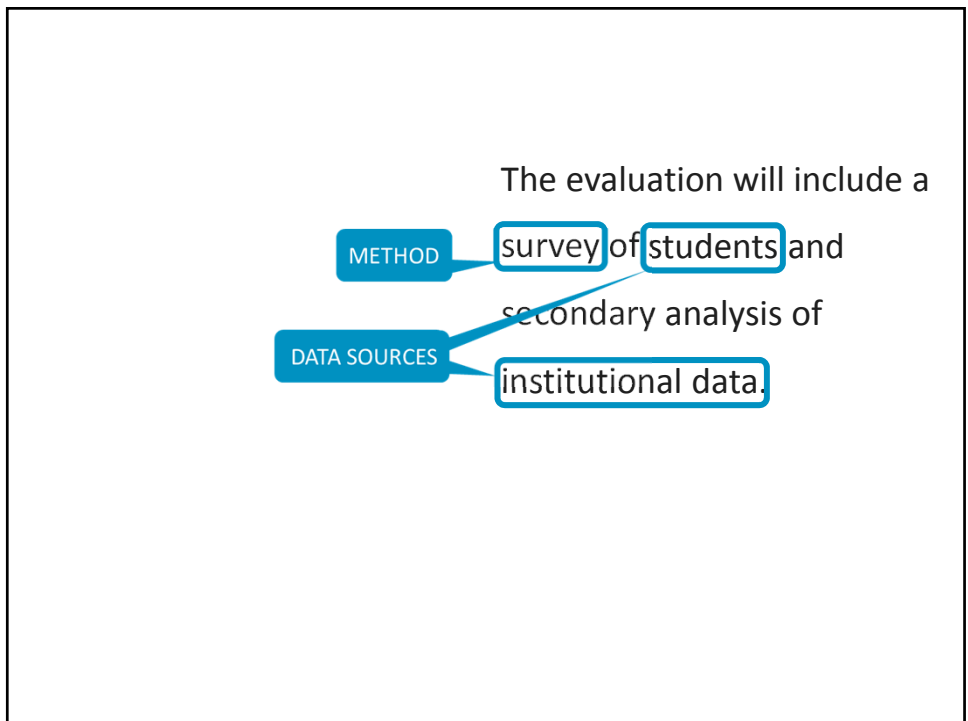 The evaluation will include a
METHOD
survey of students and
secondary analysis of
DATA SOURCES
institutional data.